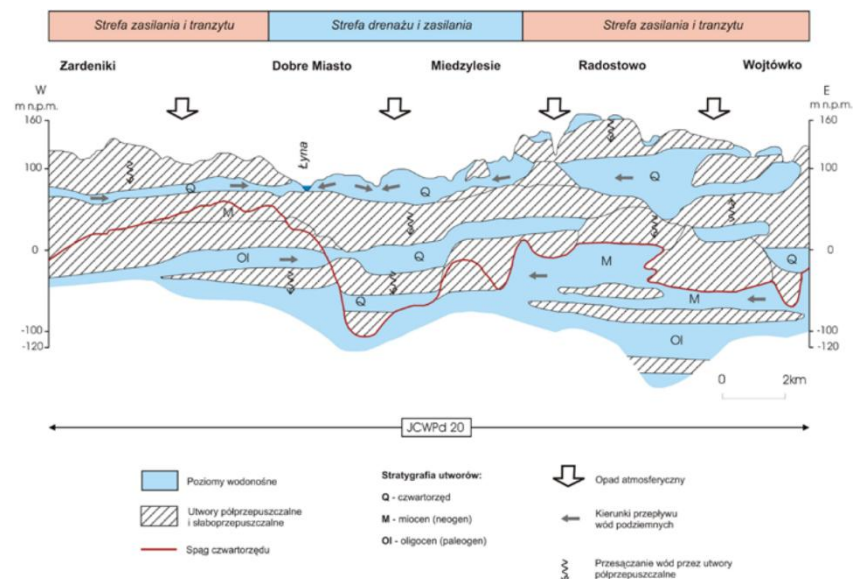 Strefa zasilania i tranzytu
Strefa drenażu i zasilania
Strefa zasilania i tranzytu
Zardeniki
Dobre Miasto
Miedzylesie
Radostowo
Wojtówko
W
m n.p.m.
E
m n.p.m.
160
100
0
-100
-120
160
100
0
-100
-120
Łyna
Q
Q
Q
M
Q
Ol
Q
Q
M
M
Ol
0
2km
JCWPd 20
Poziomy wodonośne
Utwory półprzepuszczalne
i słaboprzepuszczalne
Spąg czwartorzędu
Stratygrafia utworów:
Q - czwartorzęd
M - miocen (neogen)
Ol - oligocen (paleogen)
Opad atmosferyczny
Kierunki przepływu
wód podziemnych
Przesączanie wód przez utwory
półprzepuszczalne